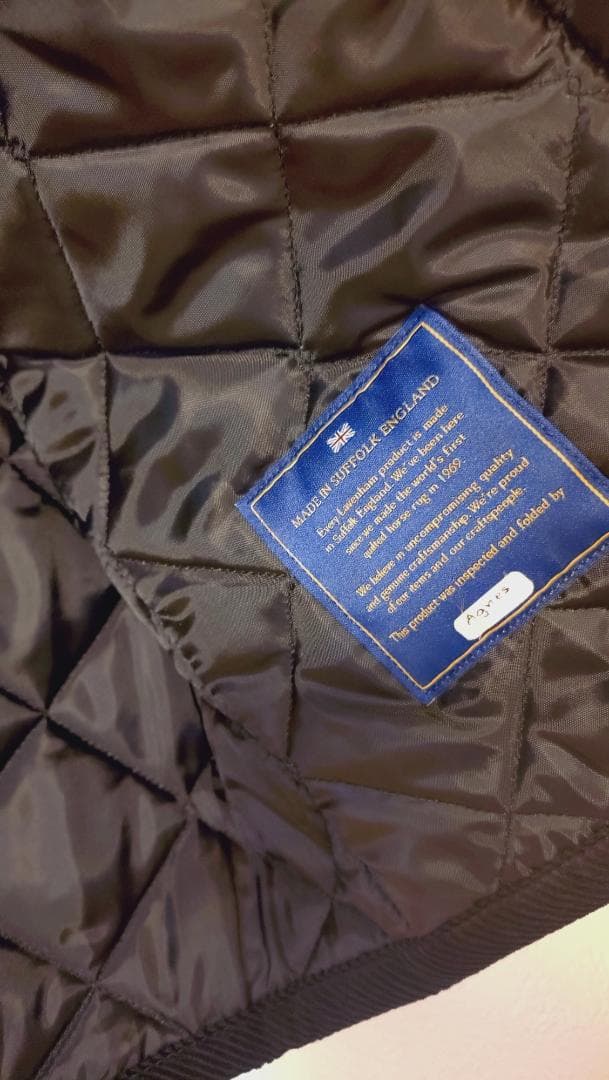 MADE IN SUFFOLK ENGLAND
Every Lavenham product is made
in Suffolk England. We've been here
since we made the world's first
quilted horse rug in 1969.
We believe in uncompromising quality
and genuine craftsmanship. We're proud
of our items and our craftspeople.
This product was inspected and folded by
Agnes